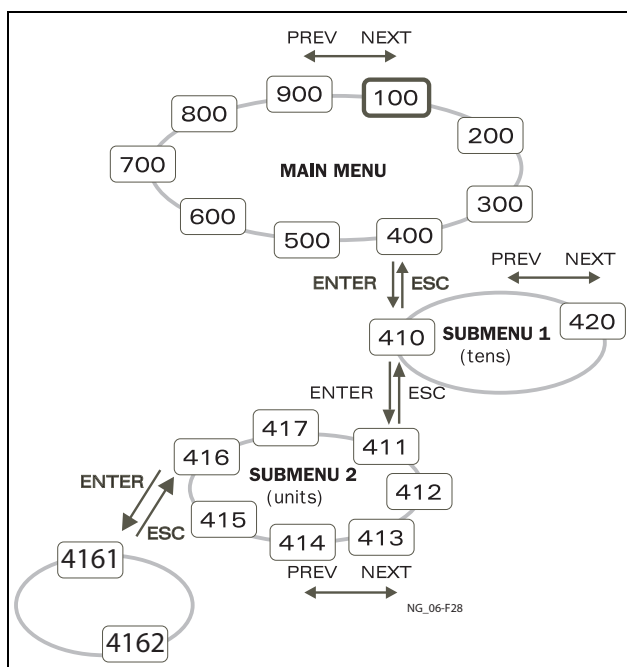 PREV NEXT
900 100
800 200
MAIN MENU
700 300
600 500 400
PREV NEXT
ENTER ESC
410 SUBMENU 1 420
(tens)
ENTER ESC
417 411
416
SUBMENU 2
ENTER
(units)
412
415
ESC
414 413
4161
PREV NEXT
NG_06-F28
4162